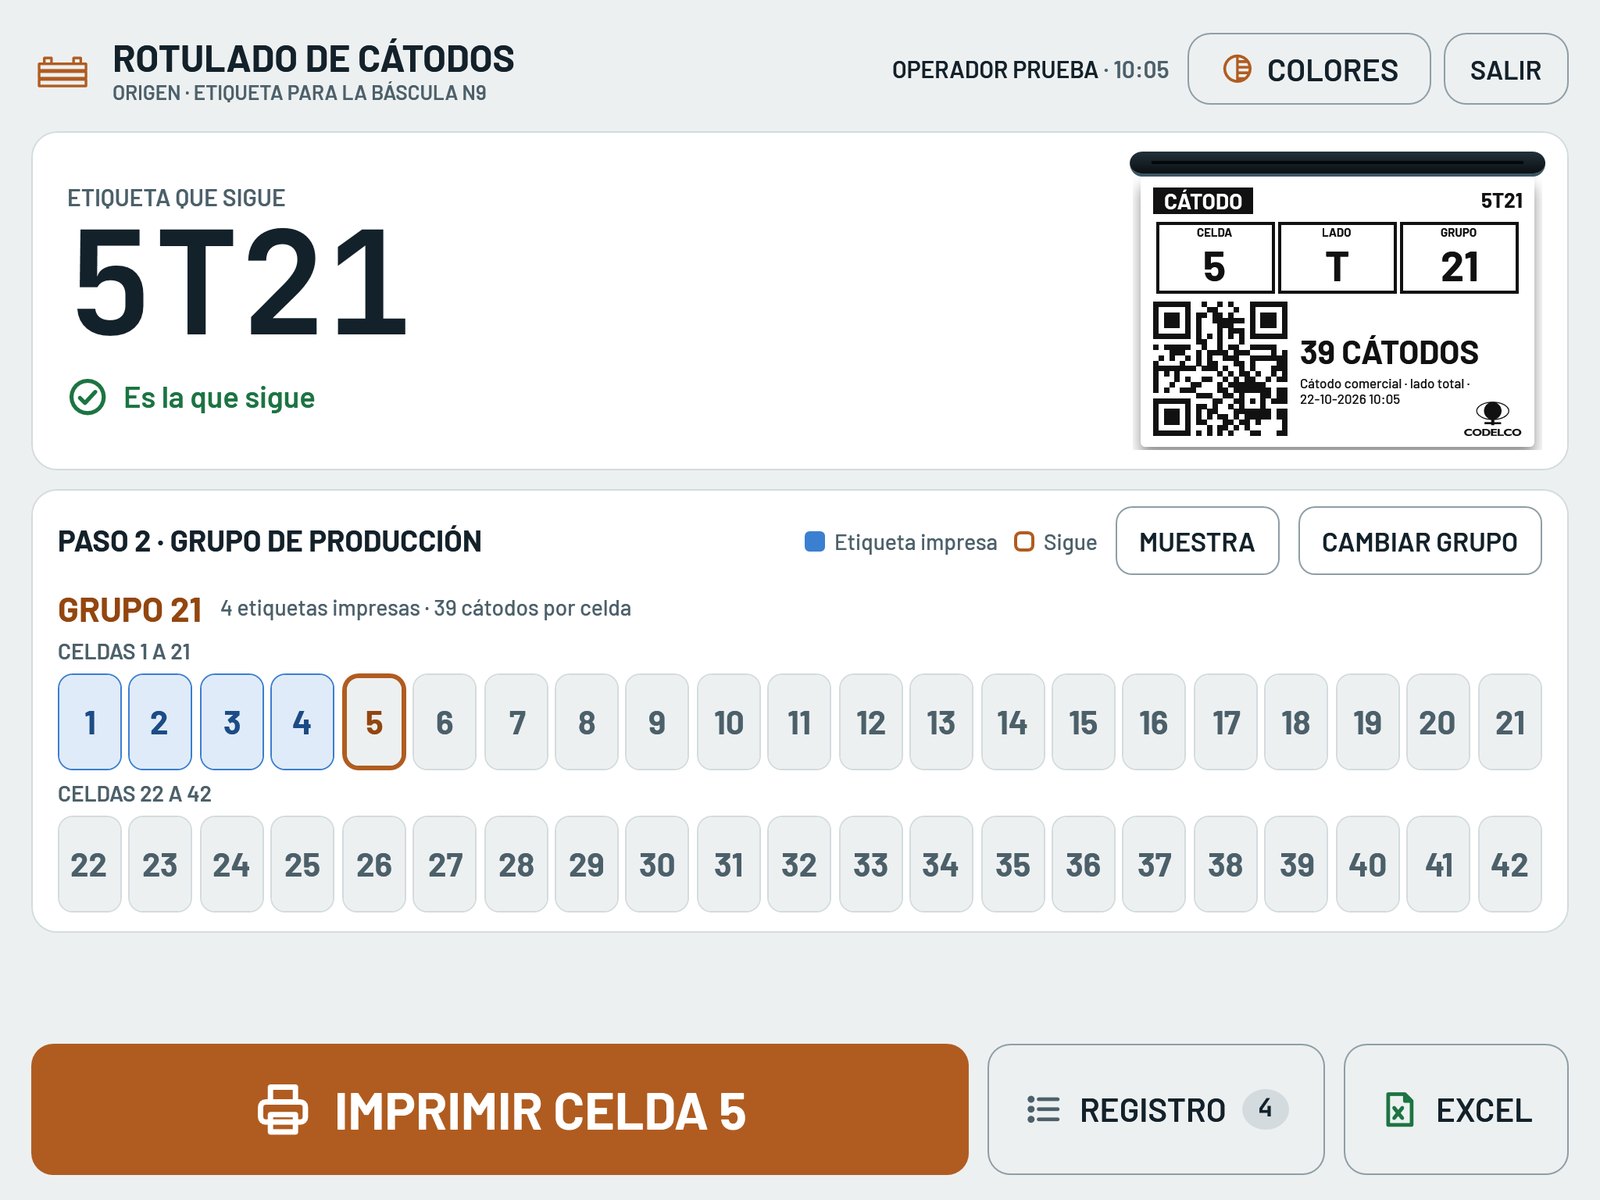 ROTULADO DE CÁTODOS
ORIGEN · ETIQUETA PARA LA BÁSCULA N9
OPERADOR PRUEBA · 10:05
COLORES
SALIR
ETIQUETA QUE SIGUE
5T21
Es la que sigue
CÁTODO
5T21
CELDA
5
LADO
T
GRUPO
21
39 CÁTODOS
Cátodo comercial · lado total ·
22-10-2026 10:05
CODELCO
PASO 2 · GRUPO DE PRODUCCIÓN
Etiqueta impresa
Sigue
MUESTRA
CAMBIAR GRUPO
GRUPO 21
4 etiquetas impresas · 39 cátodos por celda
CELDAS 1 A 21
1 2 3 4 5 6 7 8 9 10 11 12 13 14 15 16 17 18 19 20 21
CELDAS 22 A 42
22 23 24 25 26 27 28 29 30 31 32 33 34 35 36 37 38 39 40 41 42
IMPRIMIR CELDA 5
REGISTRO 4
EXCEL